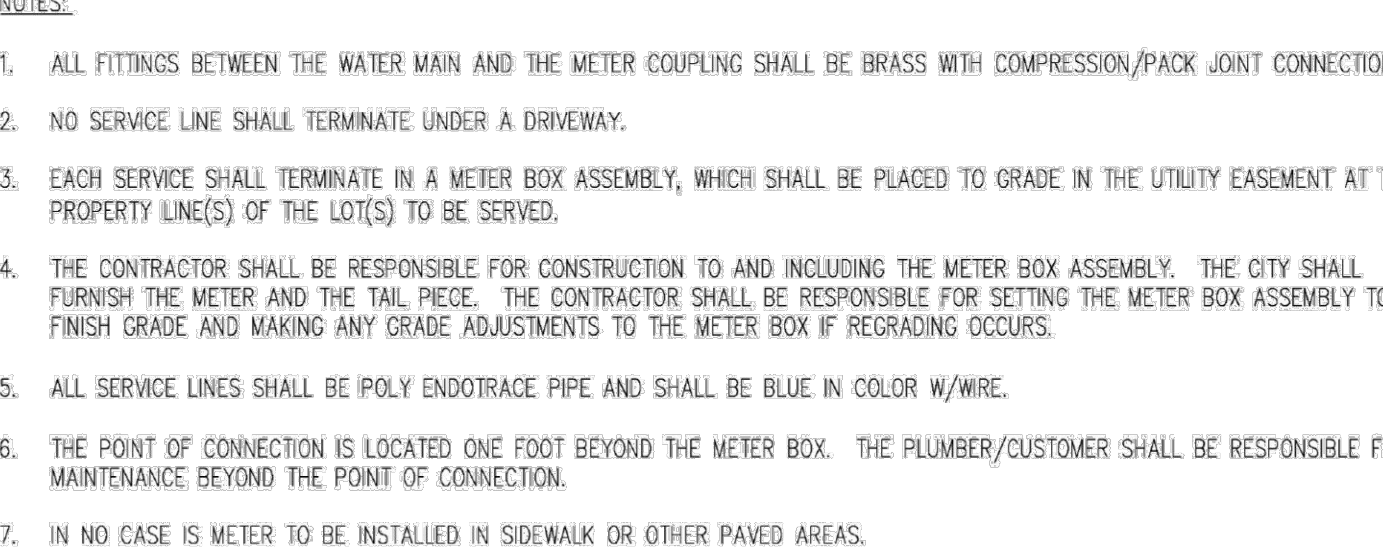 NOTES:
1. ALL FITTINGS BETWEEN THE WATER MAIN AND THE METER COUPLING SHALL BE BRASS WITH COMPRESSION/PACK JOINT
2. NO SERVICE LINE SHALL TERMINATE UNDER A DRIVEWAY.
3. EACH SERVICE SHALL TERMINATE IN A METER BOX ASSEMBLY, WHICH SHALL BE PLACED TO GRADE IN THE UTILITY EASEMENT AT
PROPERTY LINE(S) OF THE LOT(S) TO BE SERVED.
4. THE CONTRACTOR SHALL BE RESPONSIBLE FOR CONSTRUCTION TO AND INCLUDING THE METER BOX ASSEMBLY. THE CITY SHALL
FURNISH THE METER AND THE TAIL PIECE. THE CONTRACTOR SHALL BE RESPONSIBLE FOR SETTING THE METER BOX ASSEMBLY TO
FINISH GRADE AND MAKING ANY GRADE ADJUSTMENTS TO THE METER BOX IF REGRADING OCCURS.
5. ALL SERVICE LINES SHALL BE POLY ENDOTRACE PIPE AND SHALL BE BLUE IN COLOR W/WIRE.
6. THE POINT OF CONNECTION IS LOCATED ONE FOOT BEYOND THE METER BOX. THE PLUMBER/CUSTOMER SHALL BE RESPONSIBLE
MAINTENANCE BEYOND THE POINT OF CONNECTION.
7. IN NO CASE IS METER TO BE INSTALLED IN SIDEWALK OR OTHER PAVED AREAS.